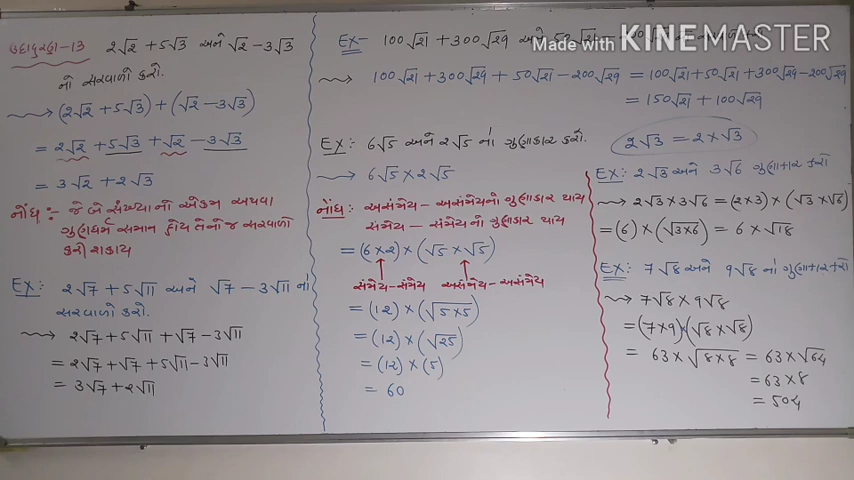 ઉદાહરણ-13 2√2 + 5√3 અને √2 - 3√3
નો સરવાળો કરો.
(2√2 + 5√3) + (√2 - 3√3)
= 2√2 + 5√3 + √2 - 3√3
= 3√2 + 2√3
નોંધ:- જે બે સંખ્યાનો એકમ અથવા
ગુણધર્મ સમાન હોય તેનો જ સરવાળો
કરી શકાય
EX: 2√7 + 5√11 અને √7 - 3√11 નો
સરવાળો કરો.
2√7 + 5√11 + √7 - 3√11
= 2√7 + √7 + 5√11 - 3√11
= 3√7 + 2√11
EX- 100√21 + 300√29 અને 50√21
Made with KINEMASTER
100√21 + 300√29 + 50√21 - 200√29 = 100√21 + 50√21 + 300√29 - 200√29
= 150√21 + 100√29
EX: 6√5 અને 2√5 નો ગુણાકાર કરો.
6√5 × 2√5
નોંધ: અસંમેય - અસંમેયનો ગુણાકાર થાય
સંમેય - સંમેયનો ગુણાકાર થાય
= (6 × 2) × (√5 × √5)
સંમેય-સંમેય અસંમેય-અસંમેય
= (12) × (√5×5)
= (12) × (√25)
= (12) × (5)
= 60
2√3 = 2 × √3
EX: 2√3 અને 3√6 ગુણાકાર કરો
2√3 × 3√6 = (2×3) × (√3 × √6)
= (6) × (√3×6) = 6 × √18
EX: 7√8 અને 9√8 નો ગુણાકાર કરો
7√8 × 9√8
= (7×9) × (√8 × √8)
= 63 × √8×8 = 63 × √64
= 63 × 8
= 504